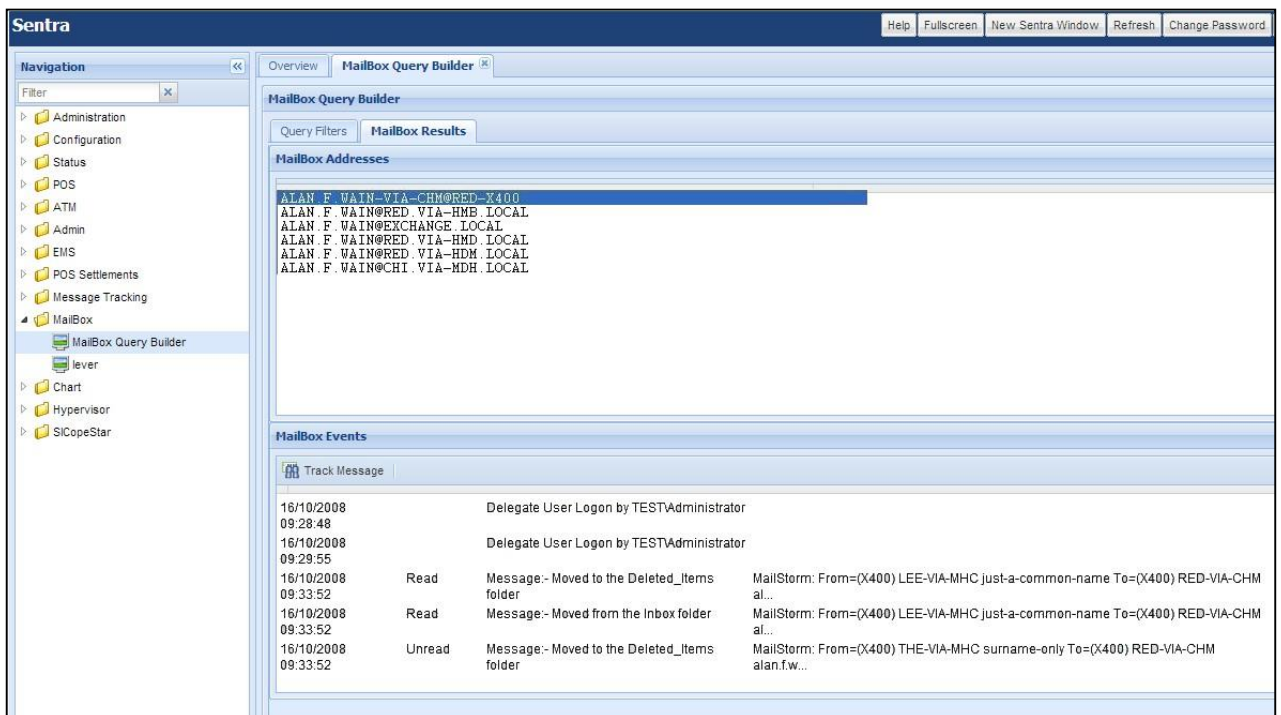 Sentra
Help Fullscreen New Sentra Window Refresh Change Password
Navigation
Filter
Administration
Configuration
Status
POS
ATM
Admin
EMS
POS Settlements
Message Tracking
MailBox
MailBox Query Builder
lever
Chart
Hypervisor
SICopeStar
Overview MailBox Query Builder
MailBox Query Builder
Query Filters MailBox Results
MailBox Addresses
ALAN.F.WAIN-VIA-CHM@RED-X400
ALAN.F.WAIN@RED.VIA-HMB.LOCAL
ALAN.F.WAIN@EXCHANGE.LOCAL
ALAN.F.WAIN@RED.VIA-HMD.LOCAL
ALAN.F.WAIN@RED.VIA-HDM.LOCAL
ALAN.F.WAIN@CHI.VIA-MDH.LOCAL
MailBox Events
Track Message
16/10/2008 Delegate User Logon by TEST\Administrator
09:28:48
16/10/2008 Delegate User Logon by TEST\Administrator
09:29:55
16/10/2008 Read Message:- Moved to the Deleted_Items MailStorm: From=(X400) LEE-VIA-MHC just-a-common-name To=(X400) RED-VIA-CHM
09:33:52 folder al...
16/10/2008 Read Message:- Moved from the Inbox folder MailStorm: From=(X400) LEE-VIA-MHC just-a-common-name To=(X400) RED-VIA-CHM
09:33:52 al...
16/10/2008 Unread Message:- Moved to the Deleted_Items MailStorm: From=(X400) THE-VIA-MHC surname-only To=(X400) RED-VIA-CHM
09:33:52 folder alan.f.w...